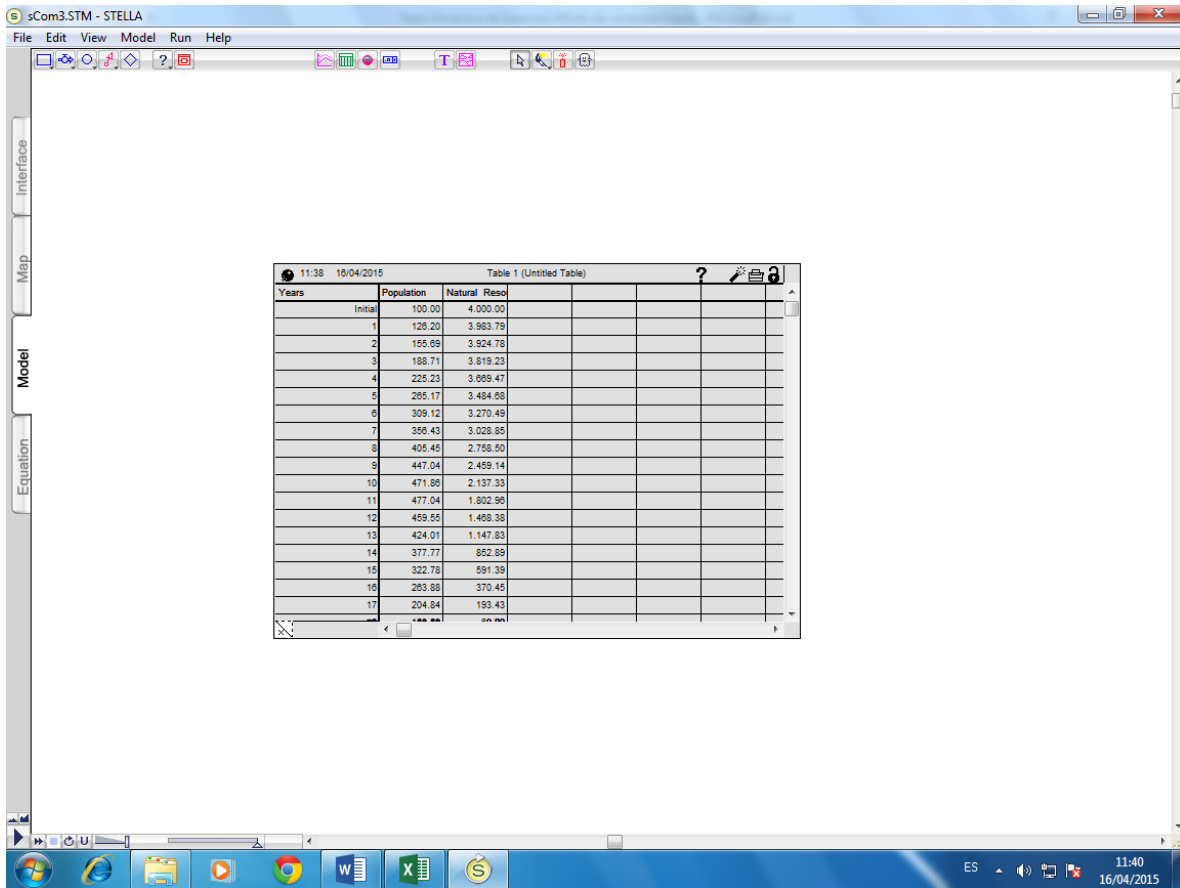 sCom3.STM - STELLA
File Edit View Model Run Help
T
Interface
Map
Model
Equation
11:38 16/04/2015 Table 1 (Untitled Table) ?
Years Population Natural Reso
Initial 100.00 4.000.00
1 126.20 3.983.79
2 155.69 3.924.78
3 188.71 3.819.23
4 225.23 3.669.47
5 265.17 3.484.68
6 309.12 3.270.49
7 356.43 3.028.85
8 405.45 2.758.50
9 447.04 2.459.14
10 471.86 2.137.33
11 477.04 1.802.96
12 459.55 1.468.38
13 424.01 1.147.83
14 377.77 852.89
15 322.78 591.39
16 263.88 370.45
17 204.84 193.43
U
ES 11:40
16/04/2015